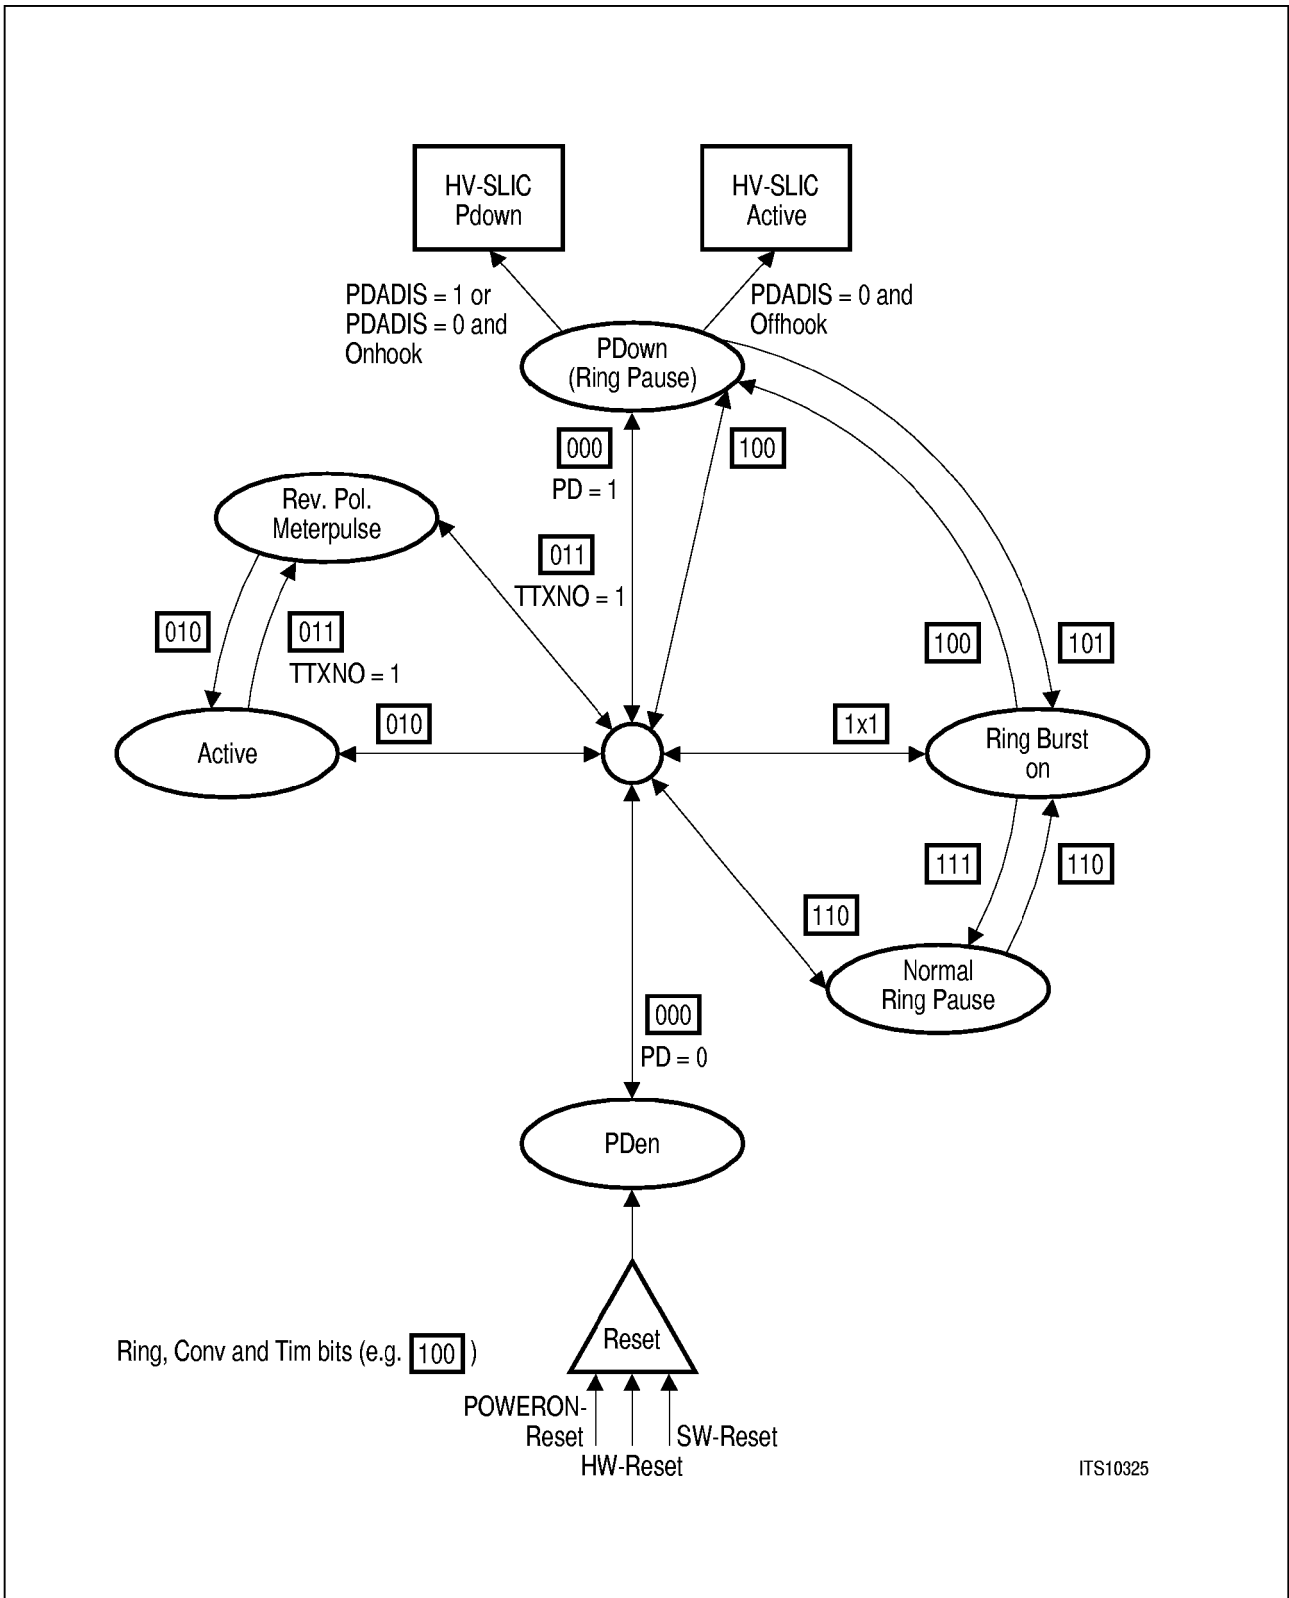 HV-SLIC
Pdown
HV-SLIC
Active
PDADIS = 1 or
PDADIS = 0 and
Onhook
PDADIS = 0 and
Offhook
PDown
(Ring Pause)
000
PD = 1
100
Rev. Pol.
Meterpulse
011
TTXNO = 1
010
011
TTXNO = 1
100
101
Active
010
1x1
Ring Burst
on
111
110
110
Normal
Ring Pause
000
PD = 0
PDen
Reset
Ring, Conv and Tim bits (e.g. 100 )
POWERON-
Reset
SW-Reset
HW-Reset
ITS10325